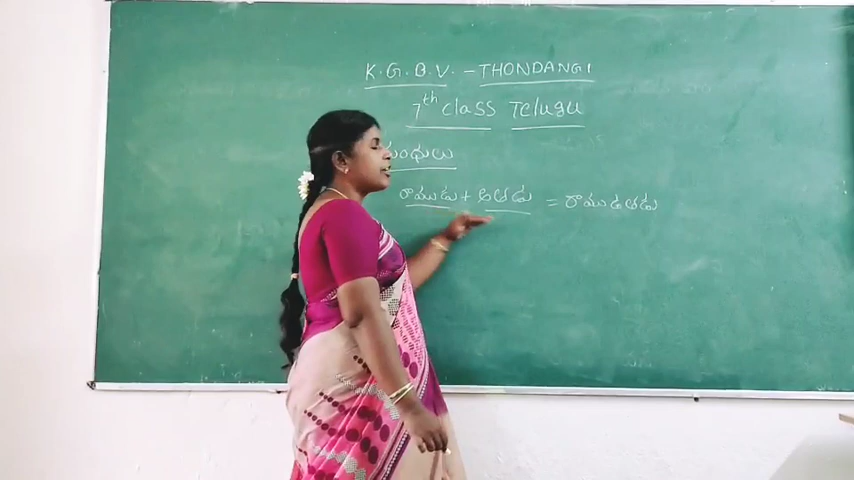 K.G.B.V. - THONDANGI
7th class Telugu
రాముడు + అతడు = రాముడతడు